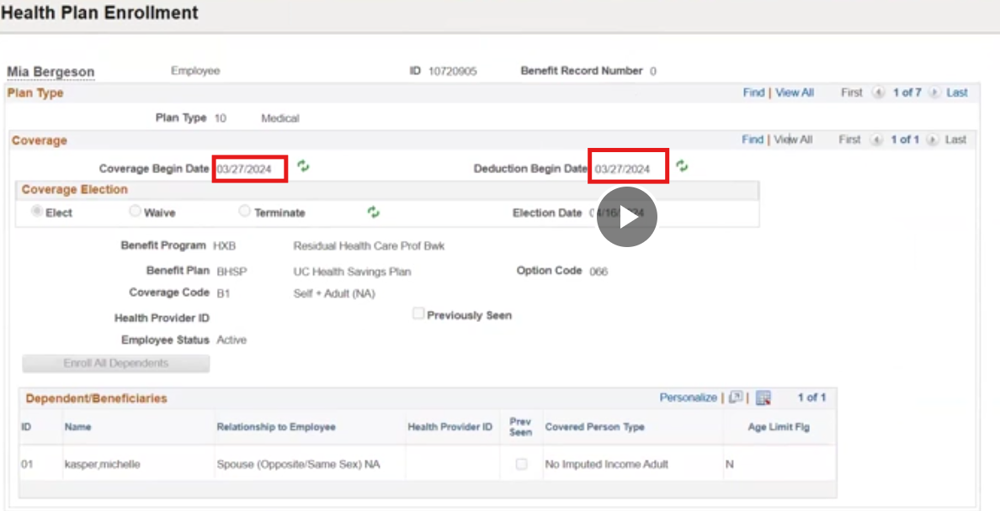 Health Plan Enrollment
Mia Bergeson Employee ID 10720905 Benefit Record Number 0
Plan Type Find | View All First 1 of 7 Last
Plan Type 10 Medical
Coverage Find | View All First 1 of 1 Last
Coverage Begin Date 03/27/2024 Deduction Begin Date 03/27/2024
Coverage Election
Elect Waive Terminate Election Date
Benefit Program HXB Residual Health Care Prof Bwk
Benefit Plan BHSP UC Health Savings Plan Option Code 066
Coverage Code B1 Self + Adult (NA)
Health Provider ID Previously Seen
Employee Status Active
Enroll All Dependents
Dependent/Beneficiaries Personalize | | 1 of 1
ID Name Relationship to Employee Health Provider ID Prev Seen Covered Person Type Age Limit Flg
01 kasper,michelle Spouse (Opposite/Same Sex) NA No Imputed Income Adult N